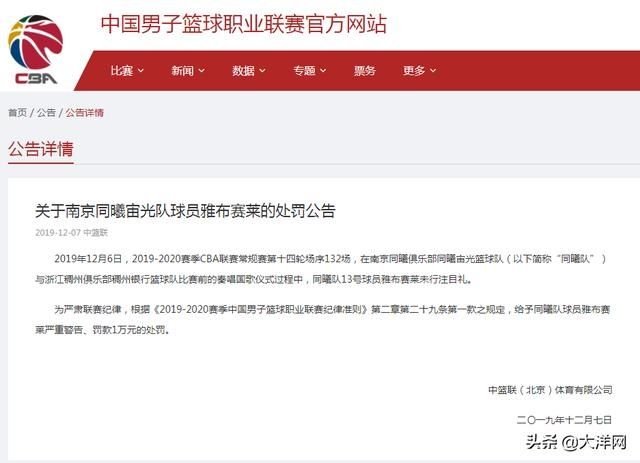 中国男子篮球职业联赛官方网站
CBA
比赛 新闻 数据 专题 票务 更多
首页 / 公告 / 公告详情
公告详情
关于南京同曦宙光队球员雅布赛莱的处罚公告
2019-12-07 中篮联
2019年12月6日，2019-2020赛季CBA联赛常规赛第十四轮场序132场，在南京同曦俱乐部同曦宙光篮球队（以下简称“同曦队”）
与浙江稠州俱乐部稠州银行篮球队比赛前的奏唱国歌仪式过程中，同曦队13号球员雅布赛莱未行注目礼。
为严肃联赛纪律，根据《2019-2020赛季中国男子篮球职业联赛纪律准则》第二章第二十九条第一款之规定，给予同曦队球员雅布赛
莱严重警告、罚款1万元的处罚。
中篮联（北京）体育有限公司
二〇一九年十二月七日
头条 @大洋网